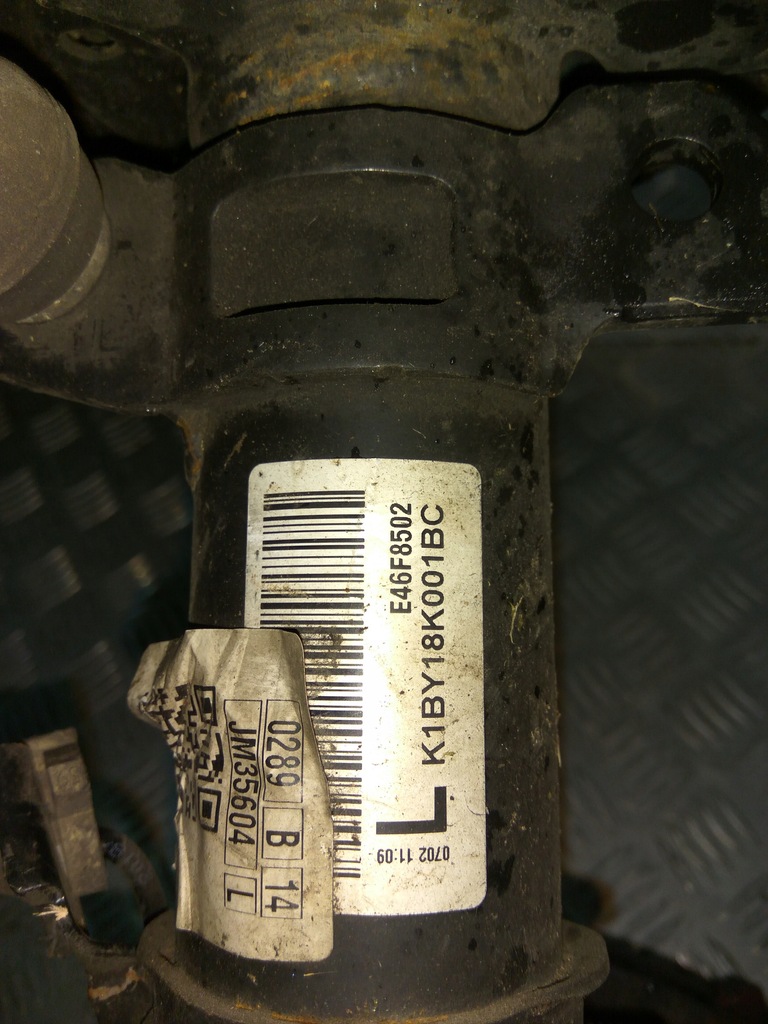 E46F8502
K1BY18K001BC
L
0702 11:09
0289 B 14
JM35604 L